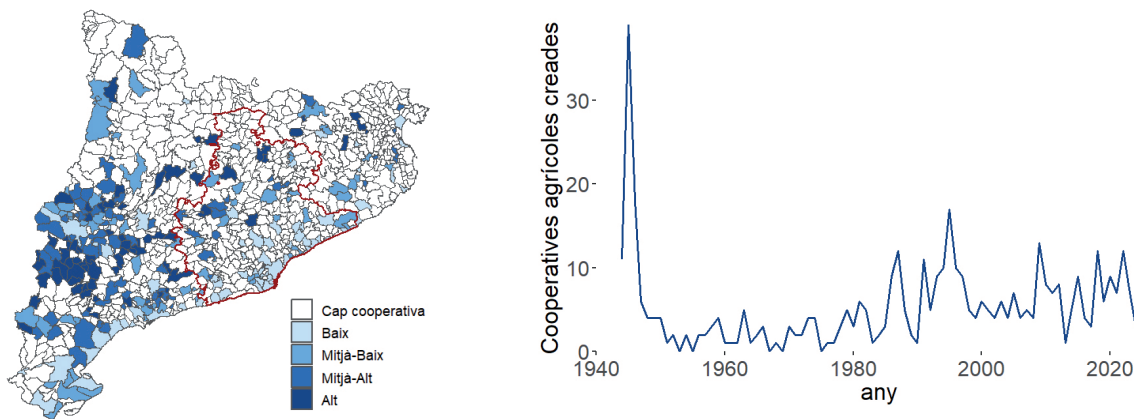 Cap cooperativa
Baix
Mitjà-Baix
Mitjà-Alt
Alt
Cooperatives agrícoles creades
30
20
10
0
1940
1960
1980
2000
2020
any